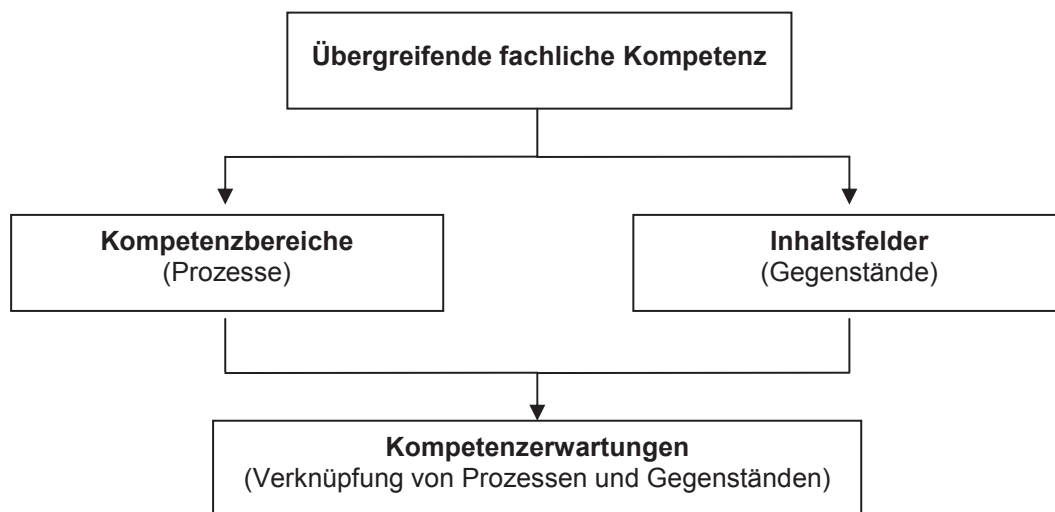 Übergreifende fachliche Kompetenz
Kompetenzbereiche
(Prozesse)
Inhaltsfelder
(Gegenstände)
Kompetenzerwartungen
(Verknüpfung von Prozessen und Gegenständen)